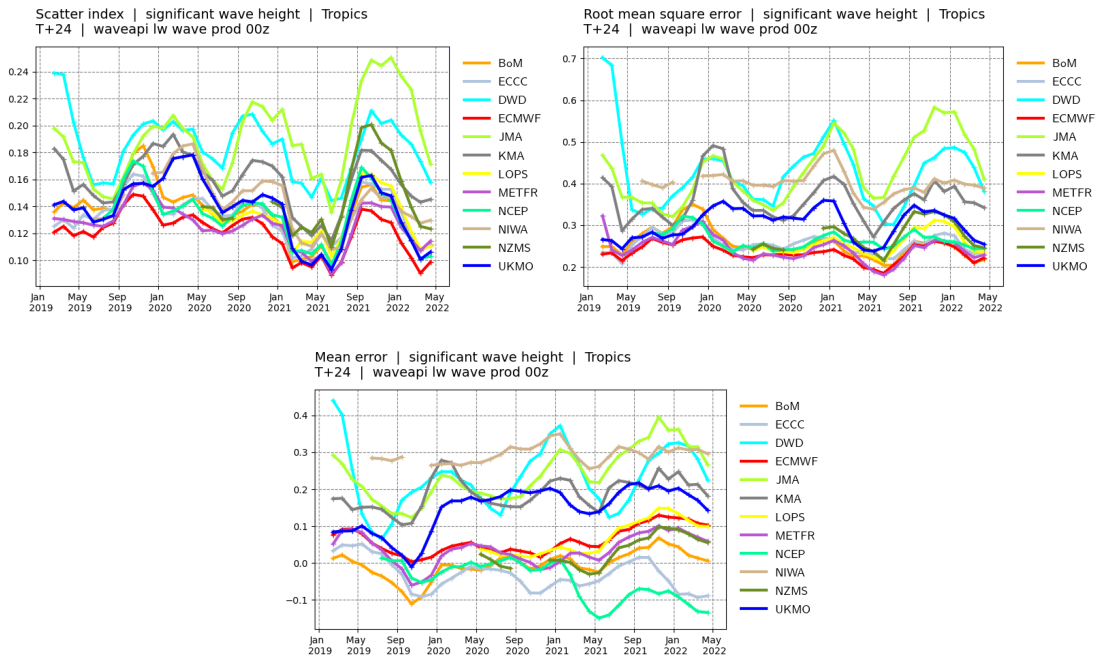 Scatter index | significant wave height | Tropics
T+24 | waveapi lw wave prod 00z
0.24
0.22
0.20
0.18
0.16
0.14
0.12
0.10
Jan 2019
May 2019
Sep 2019
Jan 2020
May 2020
Sep 2020
Jan 2021
May 2021
Sep 2021
Jan 2022
May 2022
BoM
ECCC
DWD
ECMWF
JMA
KMA
LOPS
METFR
NCEP
NIWA
NZMS
UKMO
Root mean square error | significant wave height | Tropics
T+24 | waveapi lw wave prod 00z
0.7
0.6
0.5
0.4
0.3
0.2
Jan 2019
May 2019
Sep 2019
Jan 2020
May 2020
Sep 2020
Jan 2021
May 2021
Sep 2021
Jan 2022
May 2022
BoM
ECCC
DWD
ECMWF
JMA
KMA
LOPS
METFR
NCEP
NIWA
NZMS
UKMO
Mean error | significant wave height | Tropics
T+24 | waveapi lw wave prod 00z
0.4
0.3
0.2
0.1
0.0
−0.1
Jan 2019
May 2019
Sep 2019
Jan 2020
May 2020
Sep 2020
Jan 2021
May 2021
Sep 2021
Jan 2022
May 2022
BoM
ECCC
DWD
ECMWF
JMA
KMA
LOPS
METFR
NCEP
NIWA
NZMS
UKMO